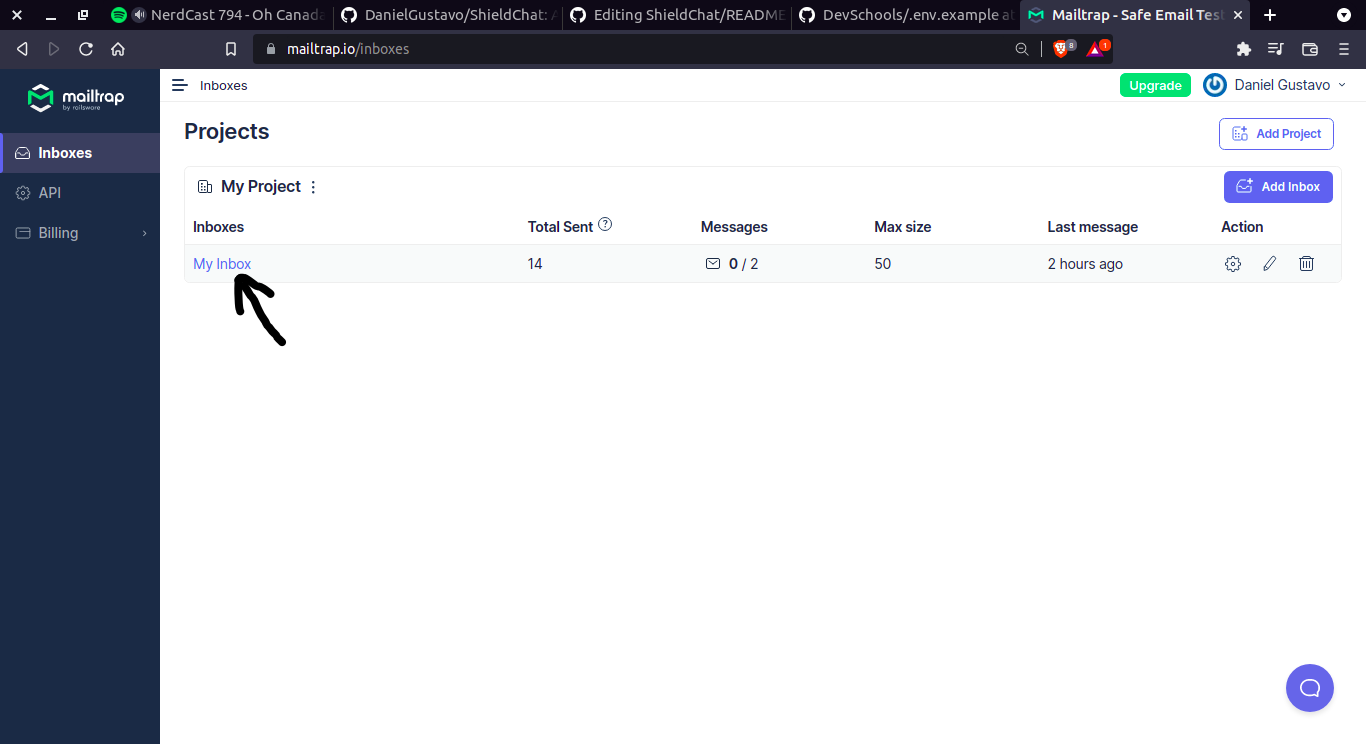 NerdCast 794 - Oh Canada
DanielGustavo/ShieldChat: A
Editing ShieldChat/README
DevSchools/.env.example at
Mailtrap - Safe Email Test
mailtrap.io/inboxes
8
1
mailtrap
by railsware
Inboxes
API
Billing
Inboxes
Upgrade
Daniel Gustavo
Projects
Add Project
My Project
Add Inbox
Inboxes Total Sent ? Messages Max size Last message Action
My Inbox 14 0 / 2 50 2 hours ago